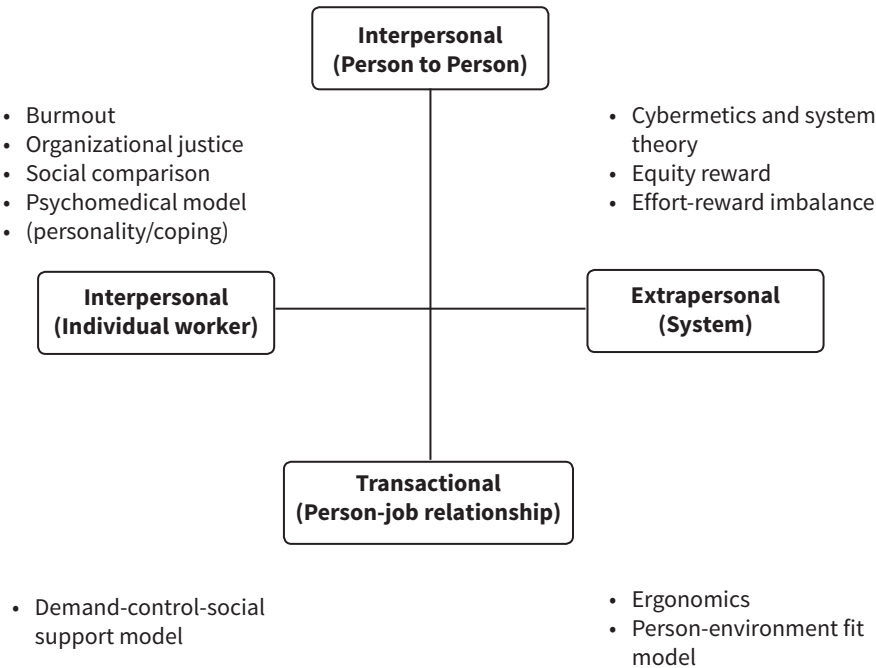 Interpersonal
(Person to Person)
• Burmout
• Organizational justice
• Social comparison
• Psychomedical model
• (personality/coping)
• Cybermetics and system
theory
• Equity reward
• Effort-reward imbalance
Interpersonal
(Individual worker)
Extrapersonal
(System)
Transactional
(Person-job relationship)
• Demand-control-social
support model
• Ergonomics
• Person-environment fit
model